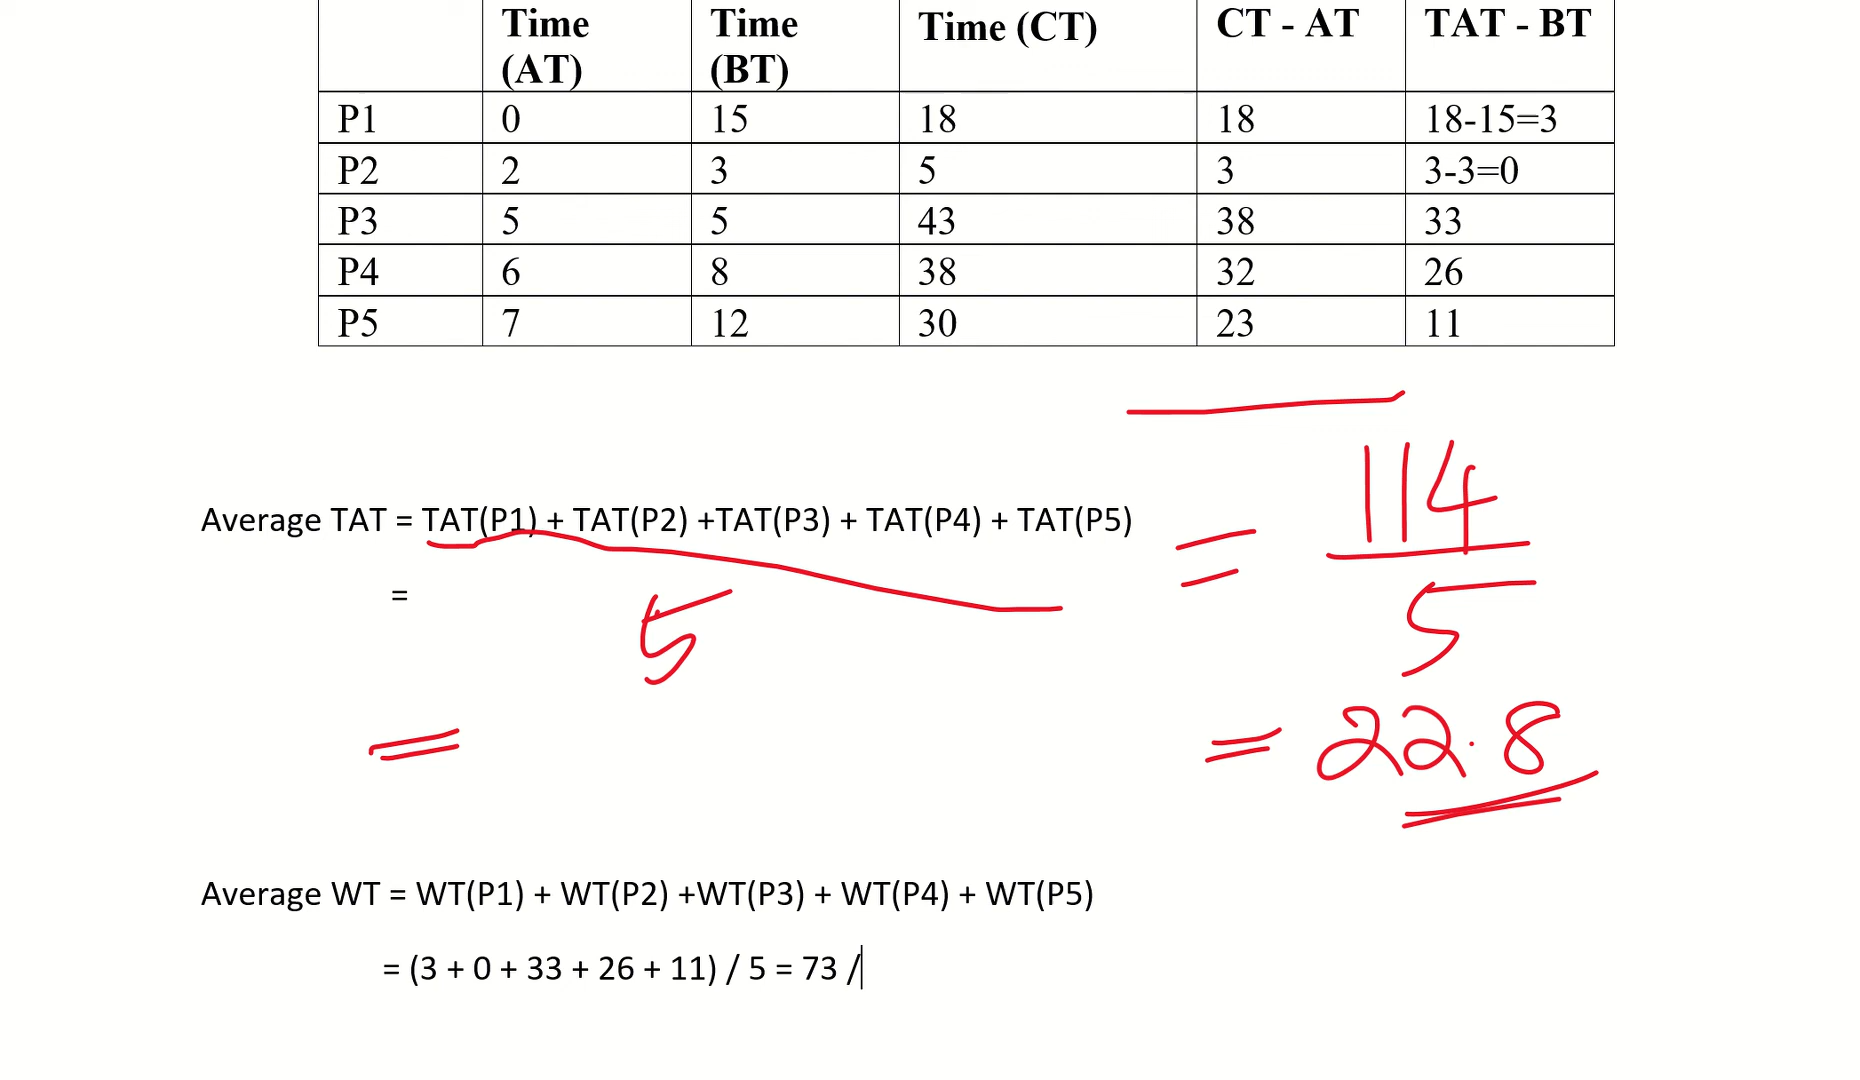 Time Time Time (CT) CT - AT TAT - BT
(AT) (BT)
P1 0 15 18 18 18-15=3
P2 2 3 5 3 3-3=0
P3 5 5 43 38 33
P4 6 8 38 32 26
P5 7 12 30 23 11
Average TAT = TAT(P1) + TAT(P2) +TAT(P3) + TAT(P4) + TAT(P5) = 114
=
5 5
= = 22.8
Average WT = WT(P1) + WT(P2) +WT(P3) + WT(P4) + WT(P5)
= (3 + 0 + 33 + 26 + 11) / 5 = 73 /